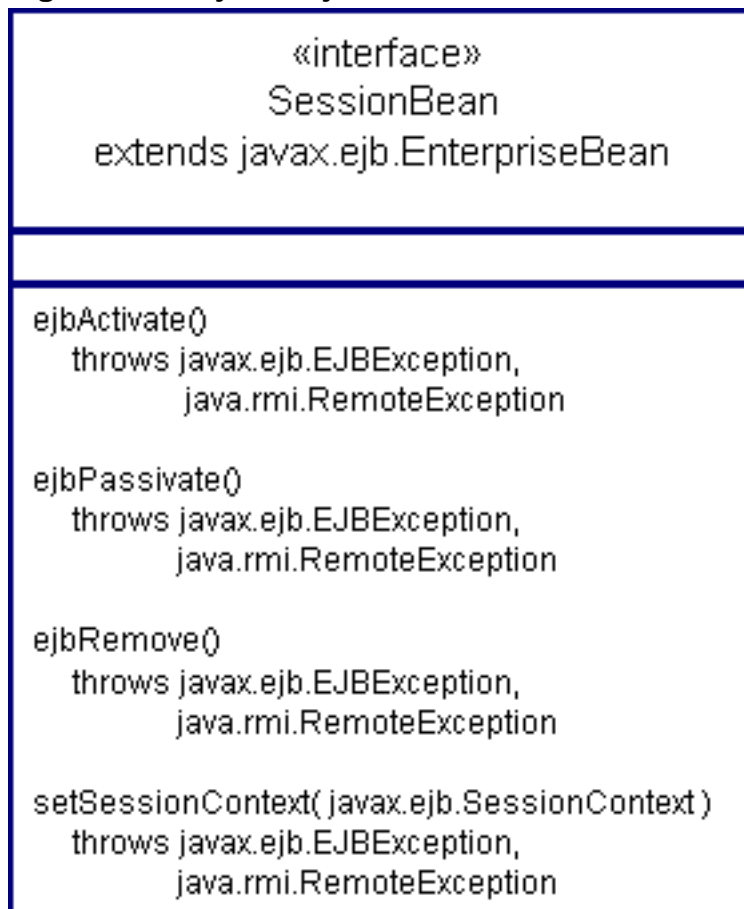 «interface»
SessionBean
extends javax.ejb.EnterpriseBean
ejbActivate()
throws javax.ejb.EJBException,
java.rmi.RemoteException
ejbPassivate()
throws javax.ejb.EJBException,
java.rmi.RemoteException
ejbRemove()
throws javax.ejb.EJBException,
java.rmi.RemoteException
setSessionContext( javax.ejb.SessionContext )
throws javax.ejb.EJBException,
java.rmi.RemoteException